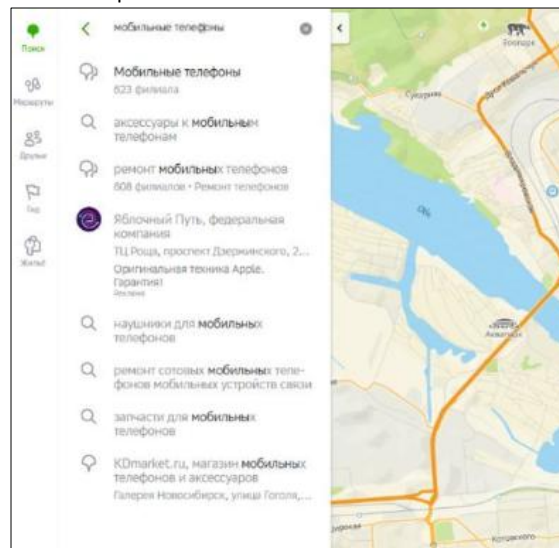 Поиск
Маршруты
Друзья
Гид
Жильё
мобильные телефоны
Мобильные телефоны
623 филиала
аксессуары к мобильным
телефонам
ремонт мобильных телефонов
608 филиалов • Ремонт телефонов
Яблочный Путь, федеральная
компания
ТЦ Роща, проспект Дзержинского, 2...
Оригинальная техника Apple.
Гарантия!
Реклама
наушники для мобильных
телефонов
ремонт сотовых мобильных теле-
фонов мобильных устройств связи
запчасти для мобильных
телефонов
KDmarket.ru, магазин мобильных
телефонов и аксессуаров
Галерея Новосибирск, улица Гоголя,...
Зоопарк
Сухарная
Обь
Аквапарк
Котовского